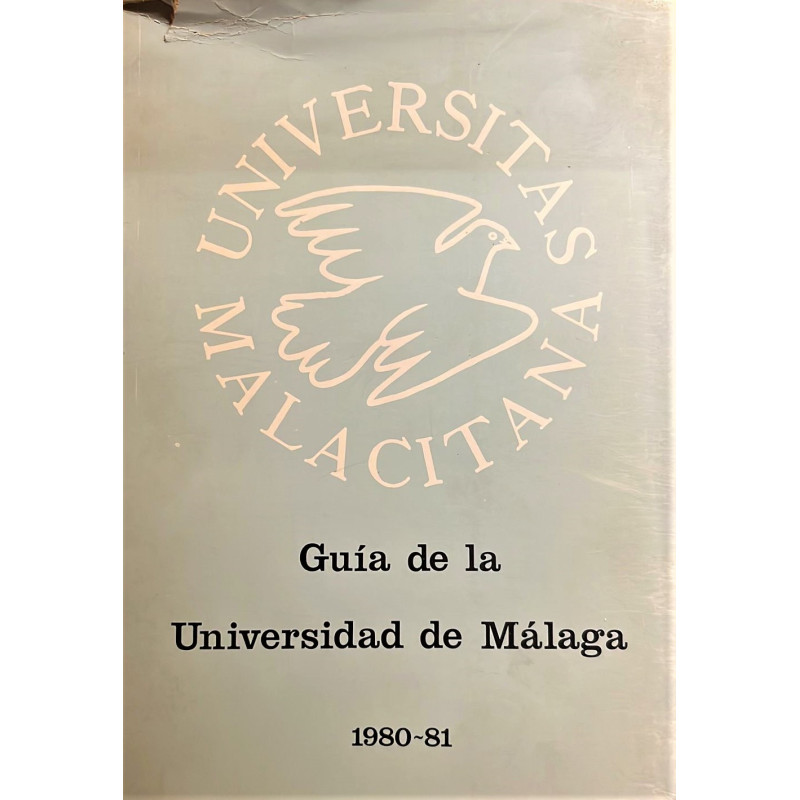 UNIVERSITAS
MALACITANA
Guía de la
Universidad de Málaga
1980~81